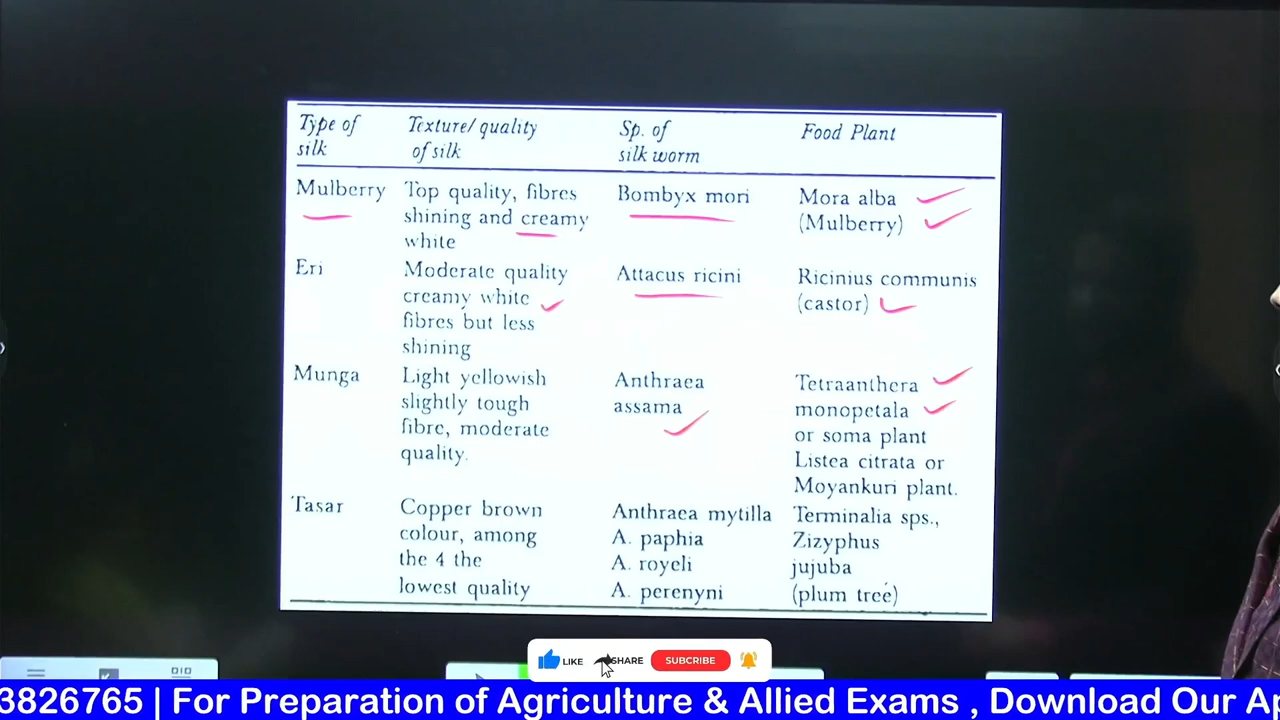 Type of silk
Texture/ quality of silk
Sp. of silk worm
Food Plant
Mulberry
Top quality, fibres
shining and creamy
white
Bombyx mori
Mora alba
(Mulberry)
Eri
Moderate quality
creamy white
fibres but less
shining
Attacus ricini
Ricinius communis
(castor)
Munga
Light yellowish
slightly tough
fibre, moderate
quality.
Anthraea
assama
Tetraanthera
monopetala
or soma plant
Listea citrata or
Moyankuri plant.
Tasar
Copper brown
colour, among
the 4 the
lowest quality
Anthraea mytilla
A. paphia
A. royeli
A. perenyni
Terminalia sps.,
Zizyphus
jujuba
(plum tree)
LIKE SHARE SUBSCRIBE
3826765 | For Preparation of Agriculture & Allied Exams , Download Our Ap